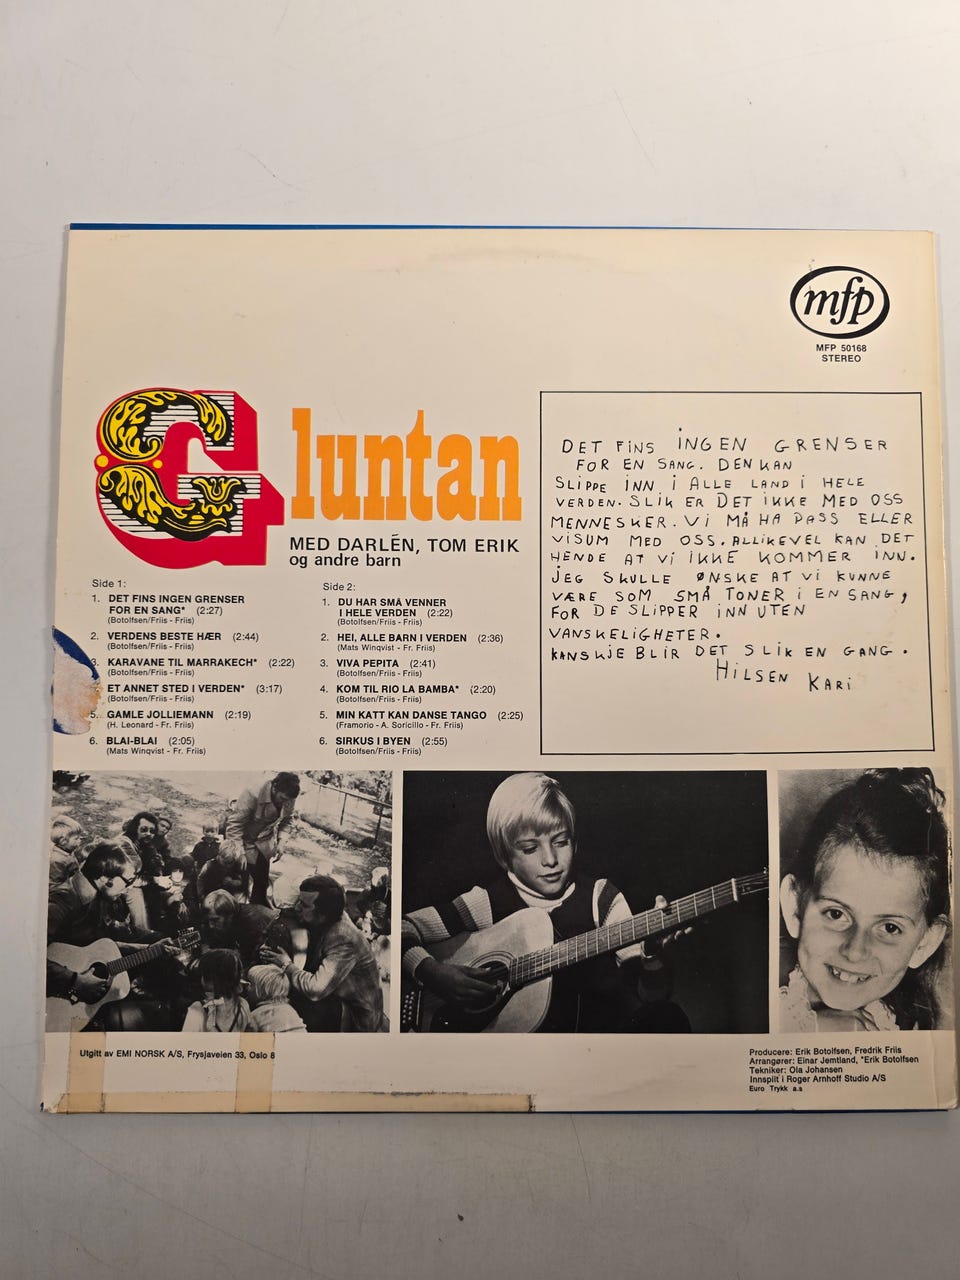 mfp
MFP 50168
STEREO
Gluntan
MED DARLÉN, TOM ERIK
og andre barn
Side 1:
1. DET FINS INGEN GRENSER
FOR EN SANG* (2:27)
(Botolfsen/Friis - Friis)
2. VERDENS BESTE HÆR (2:44)
(Botolfsen/Friis - Friis)
3. KARAVANE TIL MARRAKECH* (2:22)
(Botolfsen/Friis - Friis)
ET ANNET STED I VERDEN* (3:17)
(Botolfsen/Friis - Friis)
5. GAMLE JOLLIEMANN (2:19)
(H. Leonard - Fr. Friis)
6. BLAI-BLAI (2:05)
(Mats Winqvist - Fr. Friis)
Side 2:
1. DU HAR SMÅ VENNER
I HELE VERDEN (2:22)
(Botolfsen/Friis - Friis)
2. HEI, ALLE BARN I VERDEN (2:36)
(Mats Winqvist - Fr. Friis)
3. VIVA PEPITA (2:41)
(Botolfsen/Friis - Friis)
4. KOM TIL RIO LA BAMBA* (2:20)
(Botolfsen/Friis - Friis)
5. MIN KATT KAN DANSE TANGO (2:25)
(Framorio - A. Soricillo - Fr. Friis)
6. SIRKUS I BYEN (2:55)
(Botolfsen/Friis - Friis)
DET FINS INGEN GRENSER
FOR EN SANG. DEN KAN
SLIPPE INN I ALLE LAND I HELE
VERDEN. SLIK ER DET IKKE MED OSS
MENNESKER. VI MÅ HA PASS ELLER
VISUM MED OSS. ALLIKEVEL KAN DET
HENDE AT VI IKKE KOMMER INN.
JEG SKULLE ØNSKE AT VI KUNNE
VÆRE SOM SMÅ TONER I EN SANG,
FOR DE SLIPPER INN UTEN
VANSKELIGHETER.
KANSKJE BLIR DET SLIK EN GANG.
HILSEN KARI
Utgitt av EMI NORSK A/S, Frysjaveien 33, Oslo 8
Producere: Erik Botolfsen, Fredrik Friis
Arrangører: Einar Jemtland, *Erik Botolfsen
Tekniker: Ola Johansen
Innspilt i Roger Arnhoff Studio A/S
Euro Trykk a.s